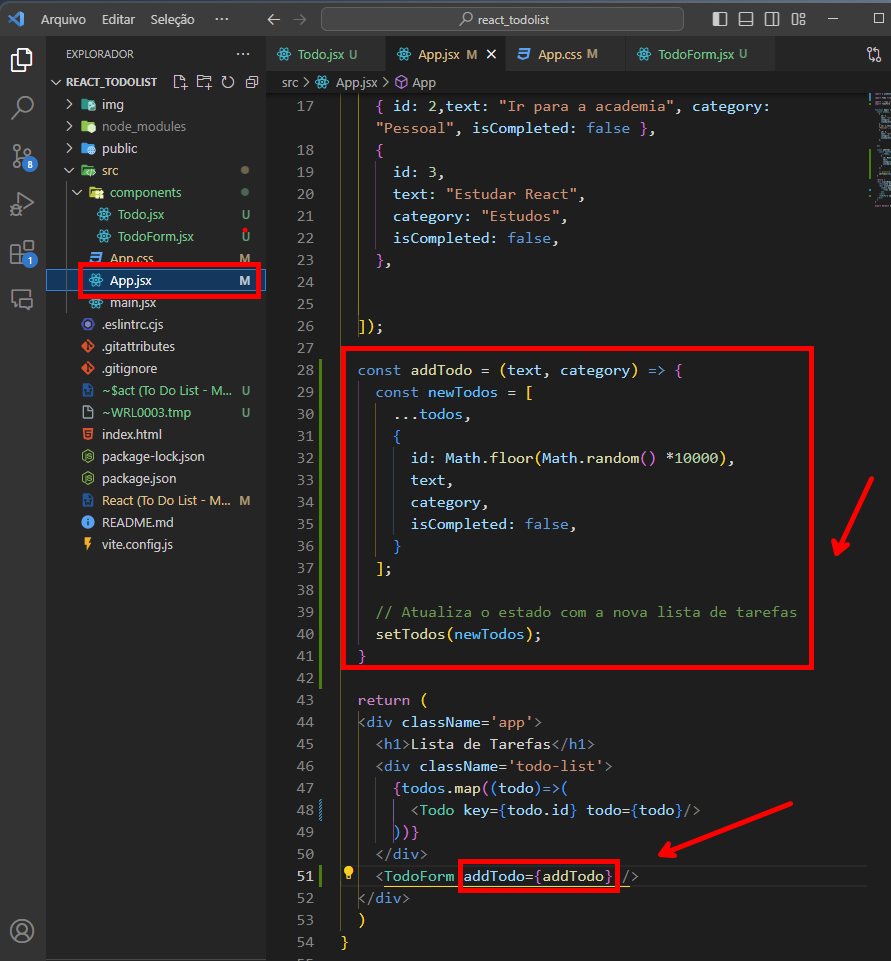 Arquivo Editar Seleção ··· react_todolist
EXPLORADOR ···
REACT_TODOLIST
img
node_modules
public
src
components
Todo.jsx U
TodoForm.jsx U
App.css M
App.jsx M
main.jsx
.eslintrc.cjs
.gitattributes
.gitignore
~$act (To Do List - M... U
~WRL0003.tmp U
index.html
package-lock.json
package.json
React (To Do List - M... M
README.md
vite.config.js
8
1
Todo.jsx U App.jsx M App.css M TodoForm.jsx U
src > App.jsx > App
17 { id: 2,text: "Ir para a academia", category:
"Pessoal", isCompleted: false },
18 {
19 id: 3,
20 text: "Estudar React",
21 category: "Estudos",
22 isCompleted: false,
23 },
24
25
26 ]);
27
28 const addTodo = (text, category) => {
29 const newTodos = [
30 ...todos,
31 {
32 id: Math.floor(Math.random() *10000),
33 text,
34 category,
35 isCompleted: false,
36 }
37 ];
38
39 // Atualiza o estado com a nova lista de tarefas
40 setTodos(newTodos);
41 }
42
43 return (
44 <div className='app'>
45 <h1>Lista de Tarefas</h1>
46 <div className='todo-list'>
47 {todos.map((todo)=>(
48 <Todo key={todo.id} todo={todo}/>
49 ))}
50 </div>
51 <TodoForm addTodo={addTodo} />
52 </div>
53 )
54 }